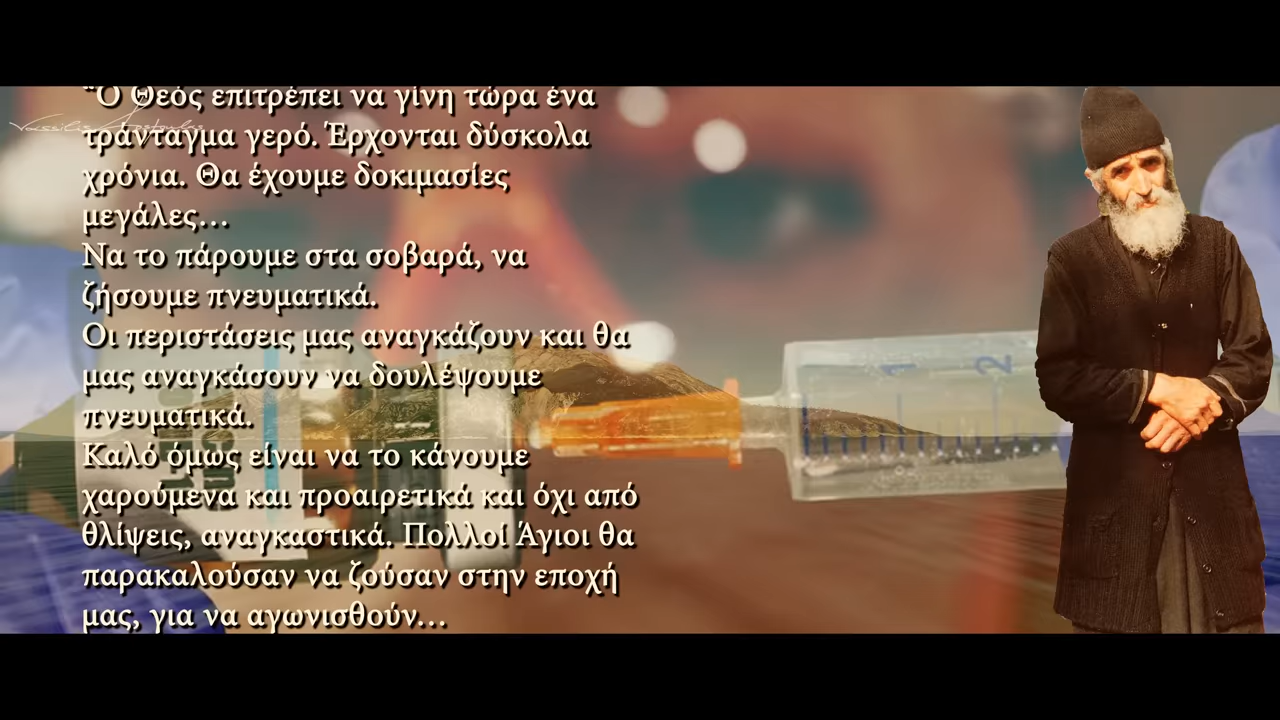 “Ο Θεός επιτρέπει να γίνη τώρα ένα
τράνταγμα γερό. Έρχονται δύσκολα
χρόνια. Θα έχουμε δοκιμασίες
μεγάλες...
Να το πάρουμε στα σοβαρά, να
ζήσουμε πνευματικά.
Οι περιστάσεις μας αναγκάζουν και θα
μας αναγκάσουν να δουλέψουμε
πνευματικά.
Καλό όμως είναι να το κάνουμε
χαρούμενα και προαιρετικά και όχι από
θλίψεις, αναγκαστικά. Πολλοί Άγιοι θα
παρακαλούσαν να ζούσαν στην εποχή
μας, για να αγωνισθούν...
1 2